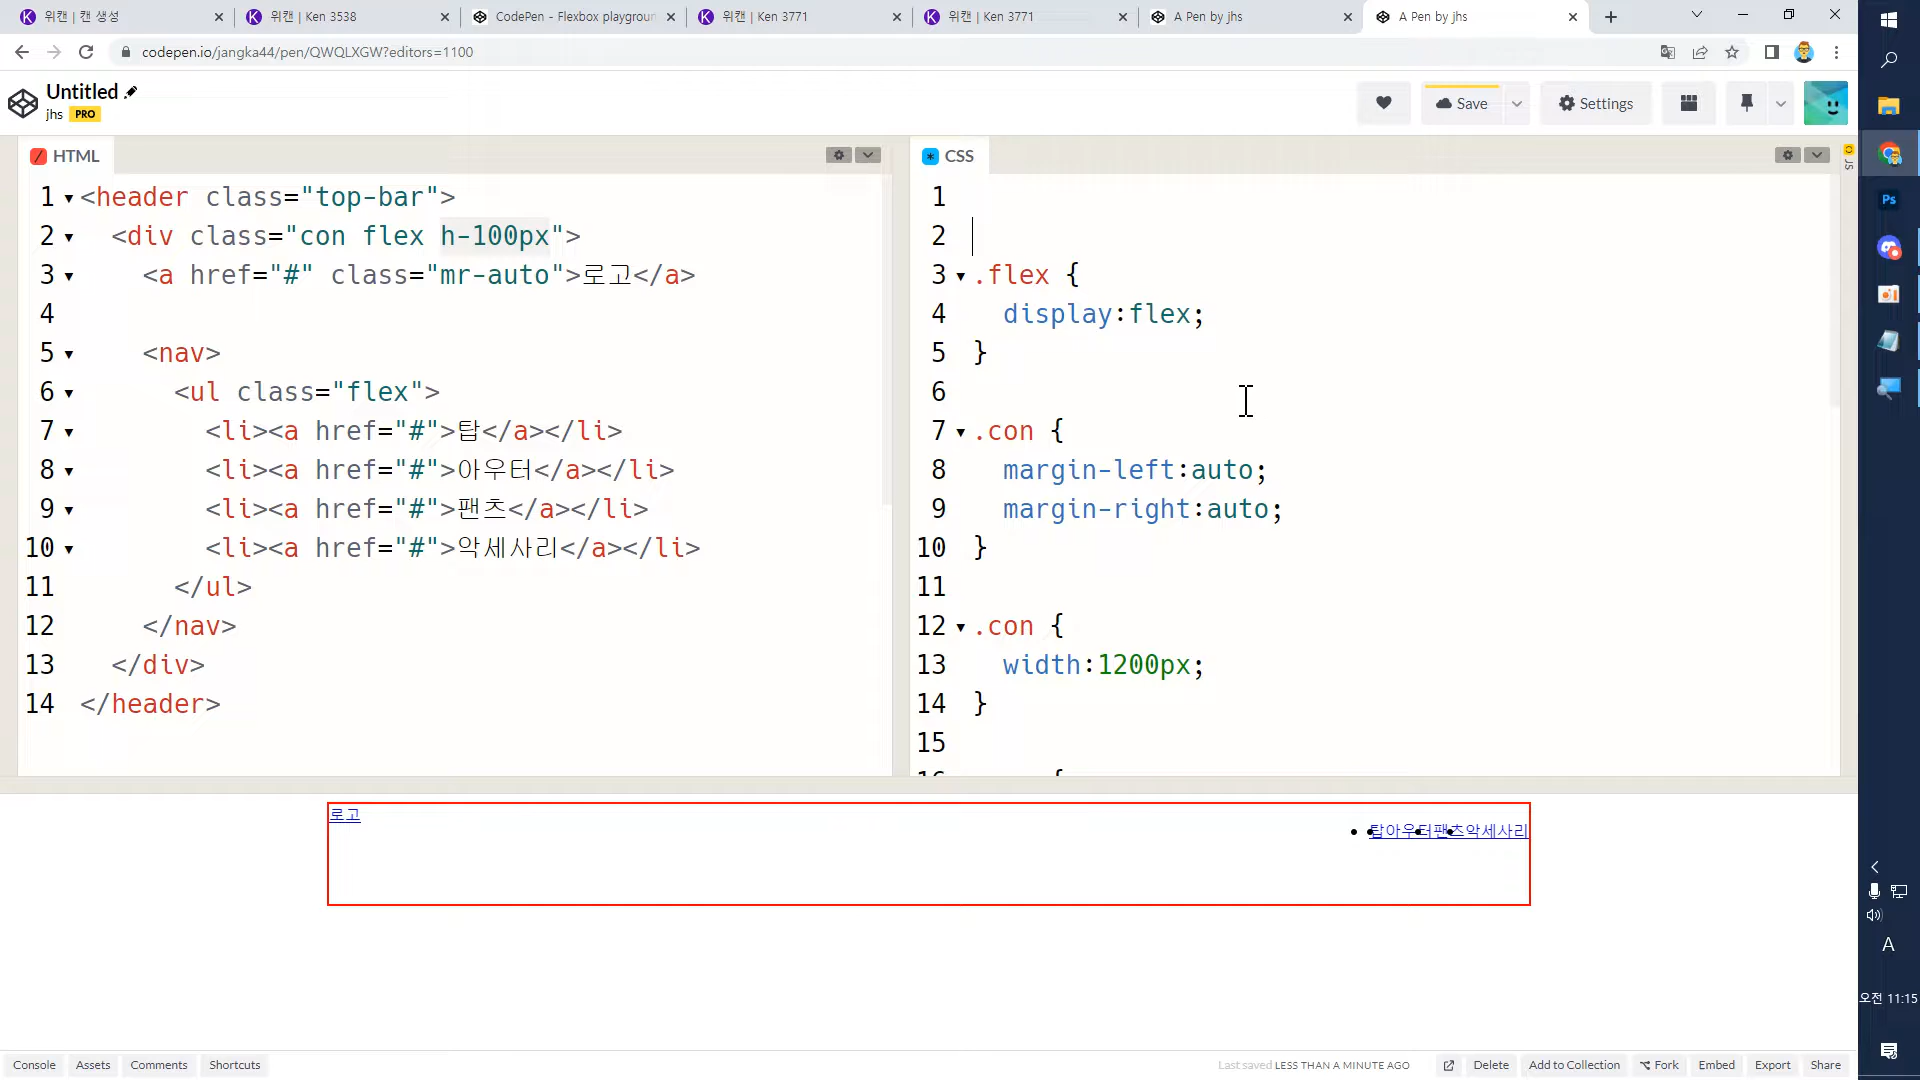 위캔 | 캔 생성
위캔 | Ken 3538
CodePen - Flexbox playgroun
위캔 | Ken 3771
위캔 | Ken 3771
A Pen by jhs
A Pen by jhs
codepen.io/jangka44/pen/QWQLXGW?editors=1100
Untitled
jhs PRO
Save
Settings
HTML
1 <header class="top-bar">
2 <div class="con flex h-100px">
3 <a href="#" class="mr-auto">로고</a>
4
5 <nav>
6 <ul class="flex">
7 <li><a href="#">탑</a></li>
8 <li><a href="#">아우터</a></li>
9 <li><a href="#">팬츠</a></li>
10 <li><a href="#">악세사리</a></li>
11 </ul>
12 </nav>
13 </div>
14 </header>
CSS
1
2
3 .flex {
4 display:flex;
5 }
6
7 .con {
8 margin-left:auto;
9 margin-right:auto;
10 }
11
12 .con {
13 width:1200px;
14 }
15
JS
로고
탑아우터팬츠악세사리
Console
Assets
Comments
Shortcuts
Last saved LESS THAN A MINUTE AGO
Delete
Add to Collection
Fork
Embed
Export
Share
Ps
A
오전 11:15